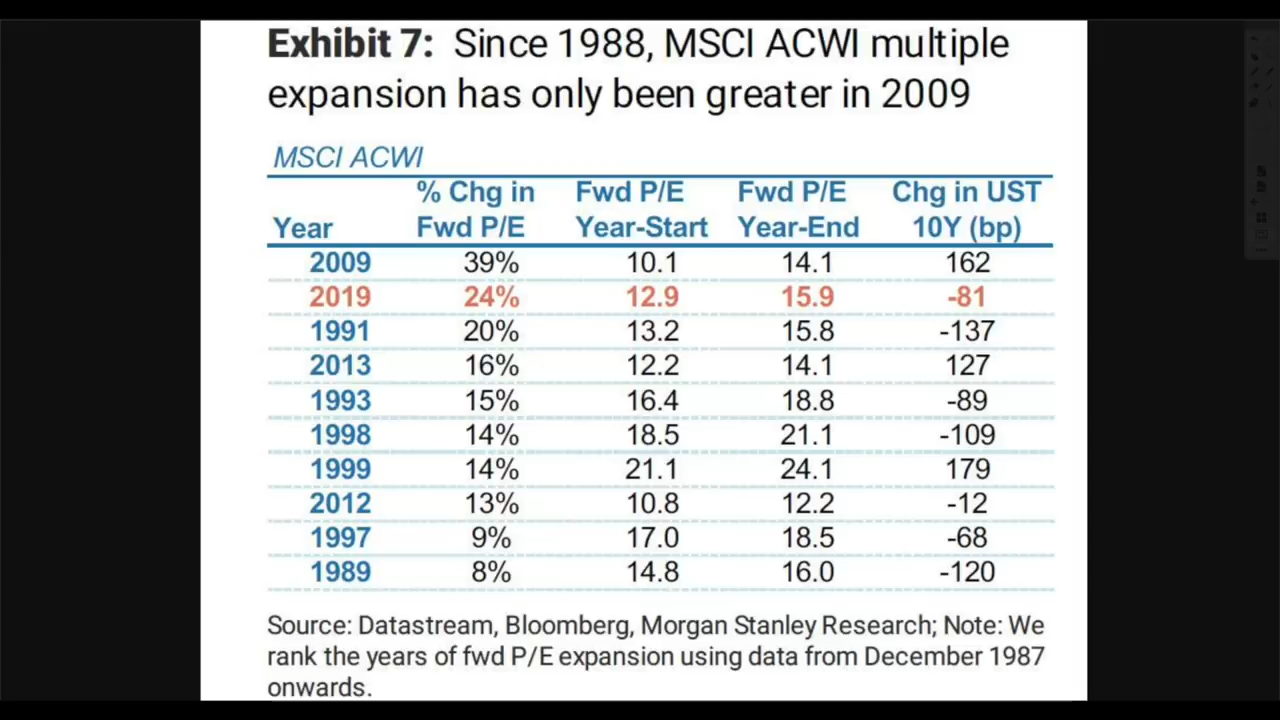 Exhibit 7: Since 1988, MSCI ACWI multiple
expansion has only been greater in 2009
MSCI ACWI
Year % Chg in Fwd P/E Fwd P/E Year-Start Fwd P/E Year-End Chg in UST 10Y (bp)
2009 39% 10.1 14.1 162
2019 24% 12.9 15.9 -81
1991 20% 13.2 15.8 -137
2013 16% 12.2 14.1 127
1993 15% 16.4 18.8 -89
1998 14% 18.5 21.1 -109
1999 14% 21.1 24.1 179
2012 13% 10.8 12.2 -12
1997 9% 17.0 18.5 -68
1989 8% 14.8 16.0 -120
Source: Datastream, Bloomberg, Morgan Stanley Research; Note: We
rank the years of fwd P/E expansion using data from December 1987
onwards.